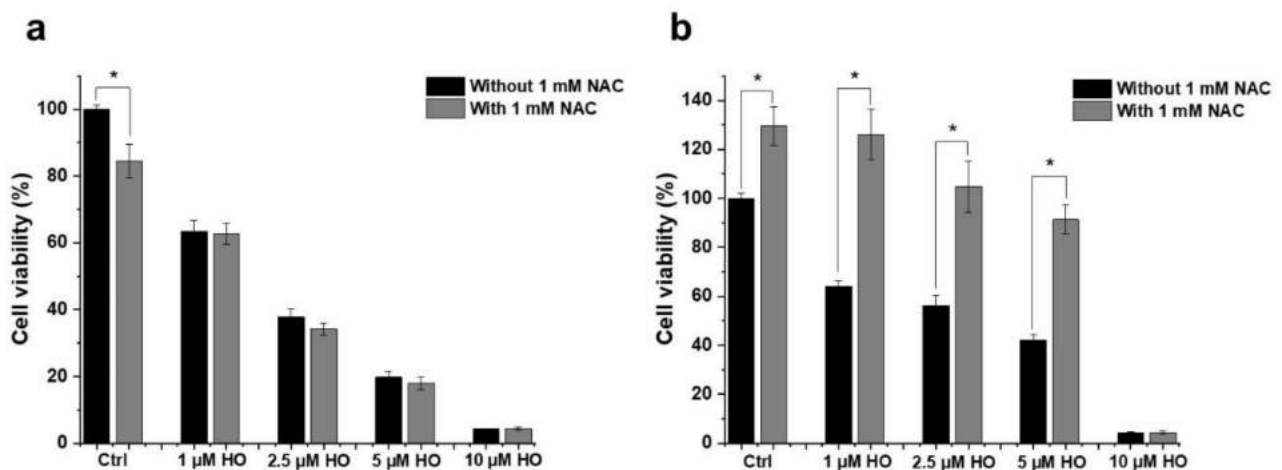 a
*
Without 1 mM NAC
With 1 mM NAC
Cell viability (%)
100
80
60
40
20
0
Ctrl 1 µM HO 2.5 µM HO 5 µM HO 10 µM HO
b
* * * *
Without 1 mM NAC
With 1 mM NAC
Cell viability (%)
140
120
100
80
60
40
20
0
Ctrl 1 µM HO 2.5 µM HO 5 µM HO 10 µM HO